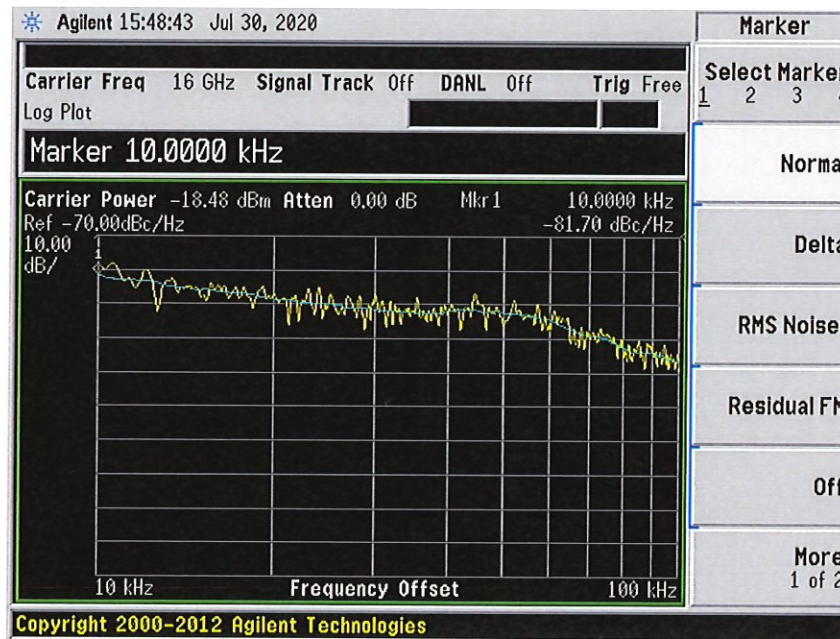 Agilent 15:48:43 Jul 30, 2020
Marker
Carrier Freq 16 GHz Signal Track Off DANL Off Trig Free
Log Plot
Select Marker
1 2 3
Marker 10.0000 kHz
Normal
Carrier Power -18.48 dBm Atten 0.00 dB Mkr1 10.0000 kHz
Ref -70.00dBc/Hz -81.70 dBc/Hz
10.00
dB/
1
Delta
RMS Noise
Residual FM
Off
More
1 of 2
10 kHz Frequency Offset 100 kHz
Copyright 2000-2012 Agilent Technologies